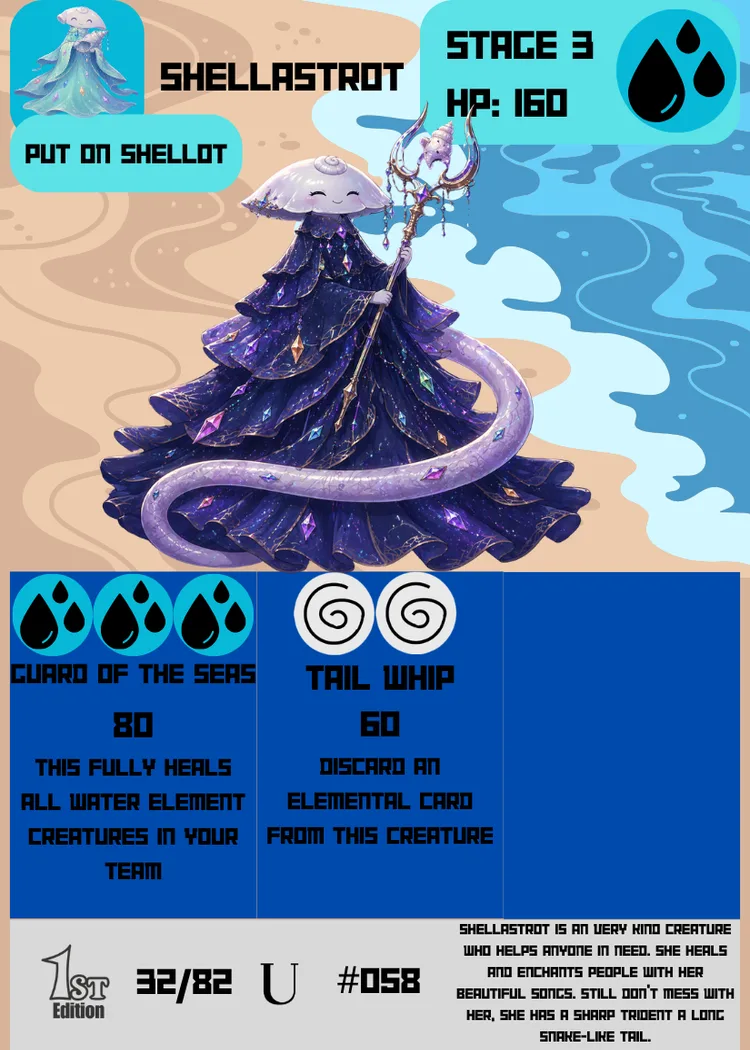 SHELLASTROT
STAGE 3
HP: 160
PUT ON SHELLOT
GUARD OF THE SEAS
80
THIS FULLY HEALS
ALL WATER ELEMENT
CREATURES IN YOUR
TEAM
TAIL WHIP
60
DISCARD AN
ELEMENTAL CARD
FROM THIS CREATURE
1ST
Edition
32/82
U
#058
SHELLASTROT IS AN VERY KIND CREATURE
WHO HELPS ANYONE IN NEED. SHE HEALS
AND ENCHANTS PEOPLE WITH HER
BEAUTIFUL SONGS. STILL DON'T MESS WITH
HER, SHE HAS A SHARP TRIDENT A LONG
SNAKE-LIKE TAIL.